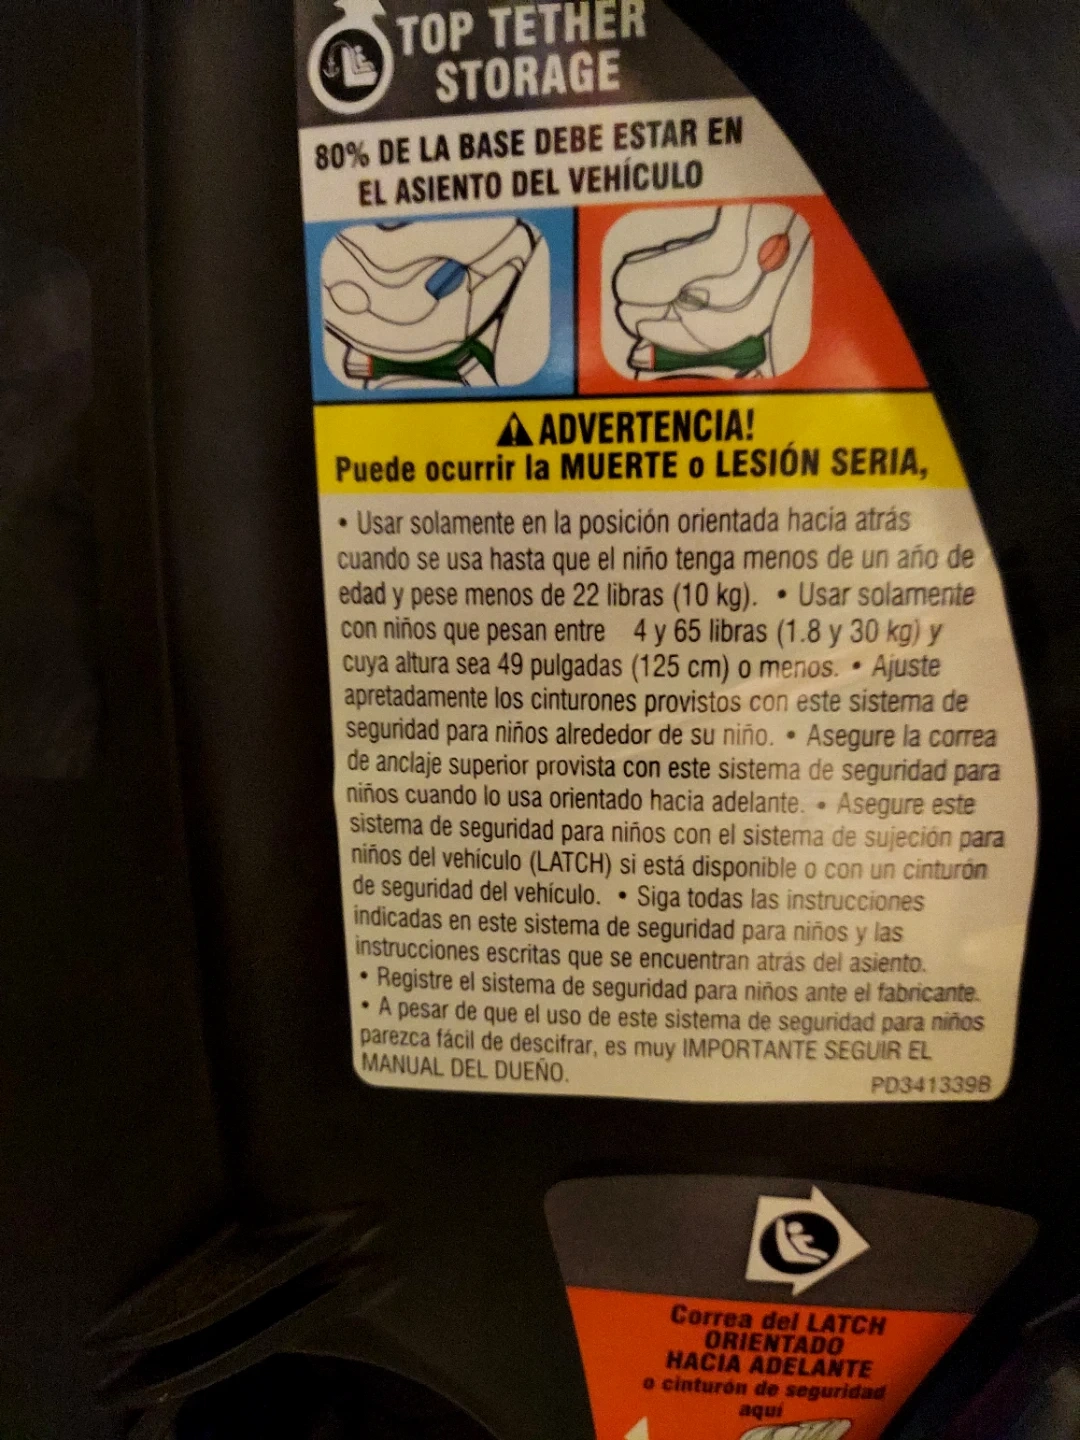 TOP TETHER
STORAGE
80% DE LA BASE DEBE ESTAR EN
EL ASIENTO DEL VEHÍCULO
ADVERTENCIA!
Puede ocurrir la MUERTE o LESIÓN SERIA,
• Usar solamente en la posición orientada hacia atrás
cuando se usa hasta que el niño tenga menos de un año de
edad y pese menos de 22 libras (10 kg). • Usar solamente
con niños que pesan entre 4 y 65 libras (1.8 y 30 kg) y
cuya altura sea 49 pulgadas (125 cm) o menos. • Ajuste
apretadamente los cinturones provistos con este sistema de
seguridad para niños alrededor de su niño. • Asegure la correa
de anclaje superior provista con este sistema de seguridad para
niños cuando lo usa orientado hacia adelante. • Asegure este
sistema de seguridad para niños con el sistema de sujeción para
niños del vehículo (LATCH) si está disponible o con un cinturón
de seguridad del vehículo. • Siga todas las instrucciones
indicadas en este sistema de seguridad para niños y las
instrucciones escritas que se encuentran atrás del asiento.
• Registre el sistema de seguridad para niños ante el fabricante.
• A pesar de que el uso de este sistema de seguridad para niños
parezca fácil de descifrar, es muy IMPORTANTE SEGUIR EL
MANUAL DEL DUEÑO.
PD341339B
Correa del LATCH
ORIENTADO
HACIA ADELANTE
o cinturón de seguridad
aquí